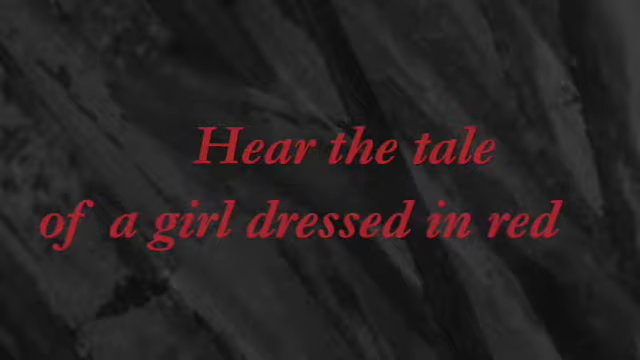 Hear the tale
of a girl dressed in red